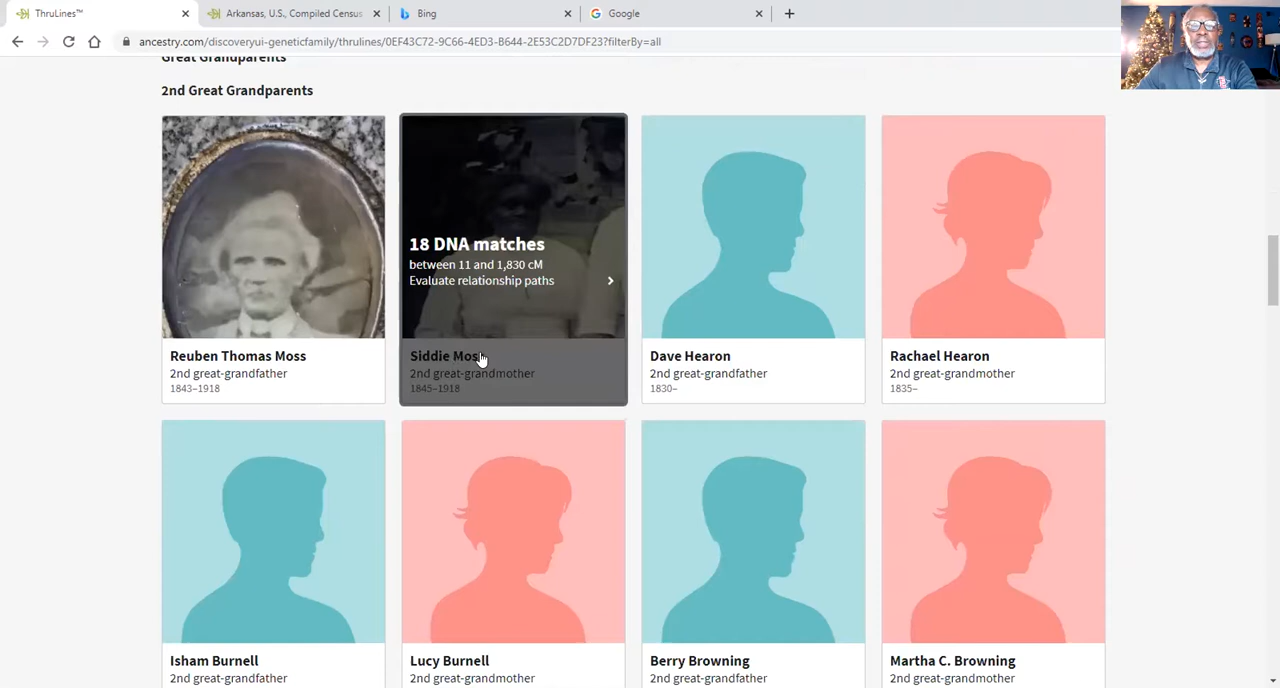 ThruLines™
Arkansas, U.S., Compiled Census
Bing
Google
ancestry.com/discoveryui-geneticfamily/thrulines/0EF43C72-9C66-4ED3-B644-2E53C2D7DF23?filterBy=all
Great Grandparents
2nd Great Grandparents
18 DNA matches
between 11 and 1,830 cM
Evaluate relationship paths
Reuben Thomas Moss
2nd great-grandfather
1843–1918
Siddie Moss
2nd great-grandmother
1845–1918
Dave Hearon
2nd great-grandfather
1830–
Rachael Hearon
2nd great-grandmother
1835–
Isham Burnell
2nd great-grandfather
Lucy Burnell
2nd great-grandmother
Berry Browning
2nd great-grandfather
Martha C. Browning
2nd great-grandmother